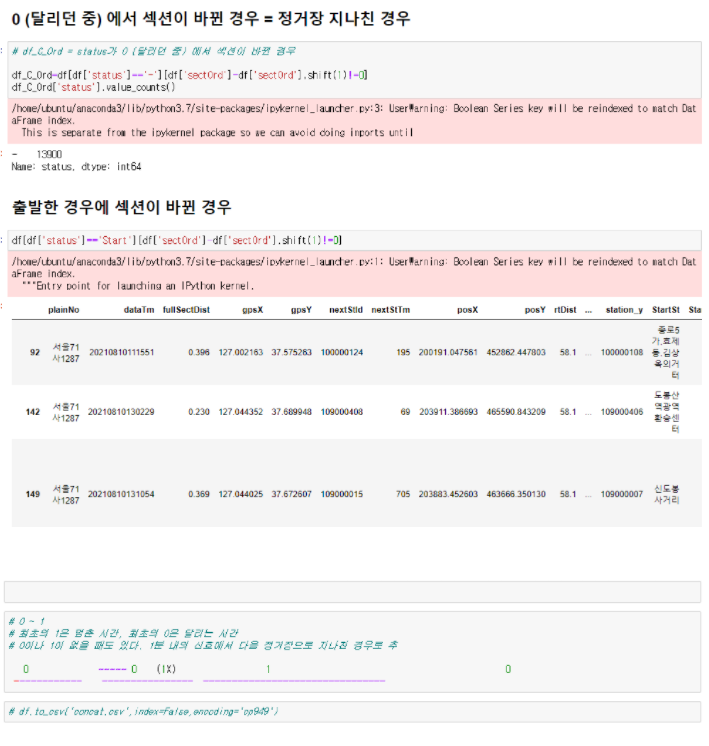 0 (달리던 중) 에서 섹션이 바뀐 경우 = 정거장 지나친 경우
# df_C_Ord = status가 0 (달리던 중) 에서 섹션이 바뀐 경우
df_C_Ord=df[df['status']=='-'][df['sectOrd']-df['sectOrd'].shift(1)!=0]
df_C_Ord['status'].value_counts()
/home/ubuntu/anaconda3/lib/python3.7/site-packages/ipykernel_launcher.py:3: UserWarning: Boolean Series key will be reindexed to match Dat
aFrame index.
This is separate from the ipykernel package so we can avoid doing imports until
- 13900
Name: status, dtype: int64
출발한 경우에 섹션이 바뀐 경우
df[df['status']=='Start'][df['sectOrd']-df['sectOrd'].shift(1)!=0]
/home/ubuntu/anaconda3/lib/python3.7/site-packages/ipykernel_launcher.py:1: UserWarning: Boolean Series key will be reindexed to match Dat
aFrame index.
"""Entry point for launching an IPython kernel.
plainNo dataTm fullSectDist gpsX gpsY nextStId nextStTm posX posY rtDist ... station_y StartSt Sta
92 서울71사1287 20210810111551 0.396 127.002163 37.575263 100000124 195 200191.047561 452862.447803 58.1 ... 100000108 종로5가.효제동.김상옥의거터
142 서울71사1287 20210810130229 0.230 127.044352 37.689948 109000408 69 203911.386693 465590.843209 58.1 ... 109000406 도봉산역광역환승센터
149 서울71사1287 20210810131054 0.369 127.044025 37.672607 109000015 705 203883.452603 463666.350130 58.1 ... 109000007 신도봉사거리
# 0 ~ 1
# 최초의 1은 멈춘 시간, 최초의 0은 달리는 시간
# 0이나 1이 없을 때도 있다. 1분 내의 신호에서 다음 정거장으로 지나친 경우로 추
0 ----- 0 (1X) 1 0
# df.to_csv('concat.csv',index=False,encoding='cp949')